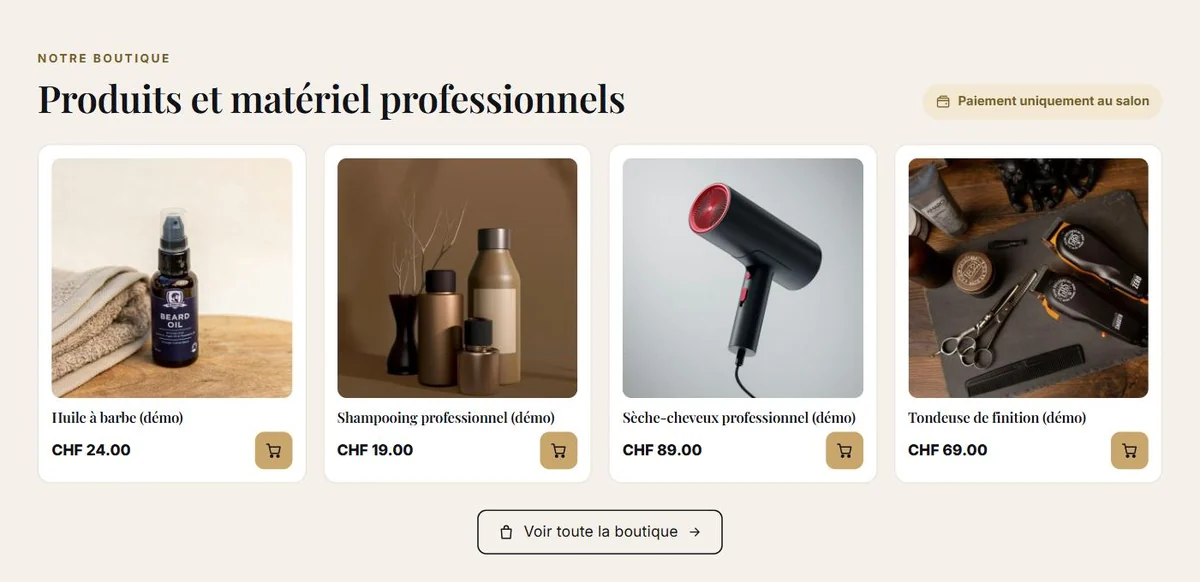 NOTRE BOUTIQUE
Produits et matériel professionnels
Paiement uniquement au salon
BEARD
OIL
Huile à barbe (démo)
CHF 24.00
Shampooing professionnel (démo)
CHF 19.00
Sèche-cheveux professionnel (démo)
CHF 89.00
Tondeuse de finition (démo)
CHF 69.00
Voir toute la boutique →